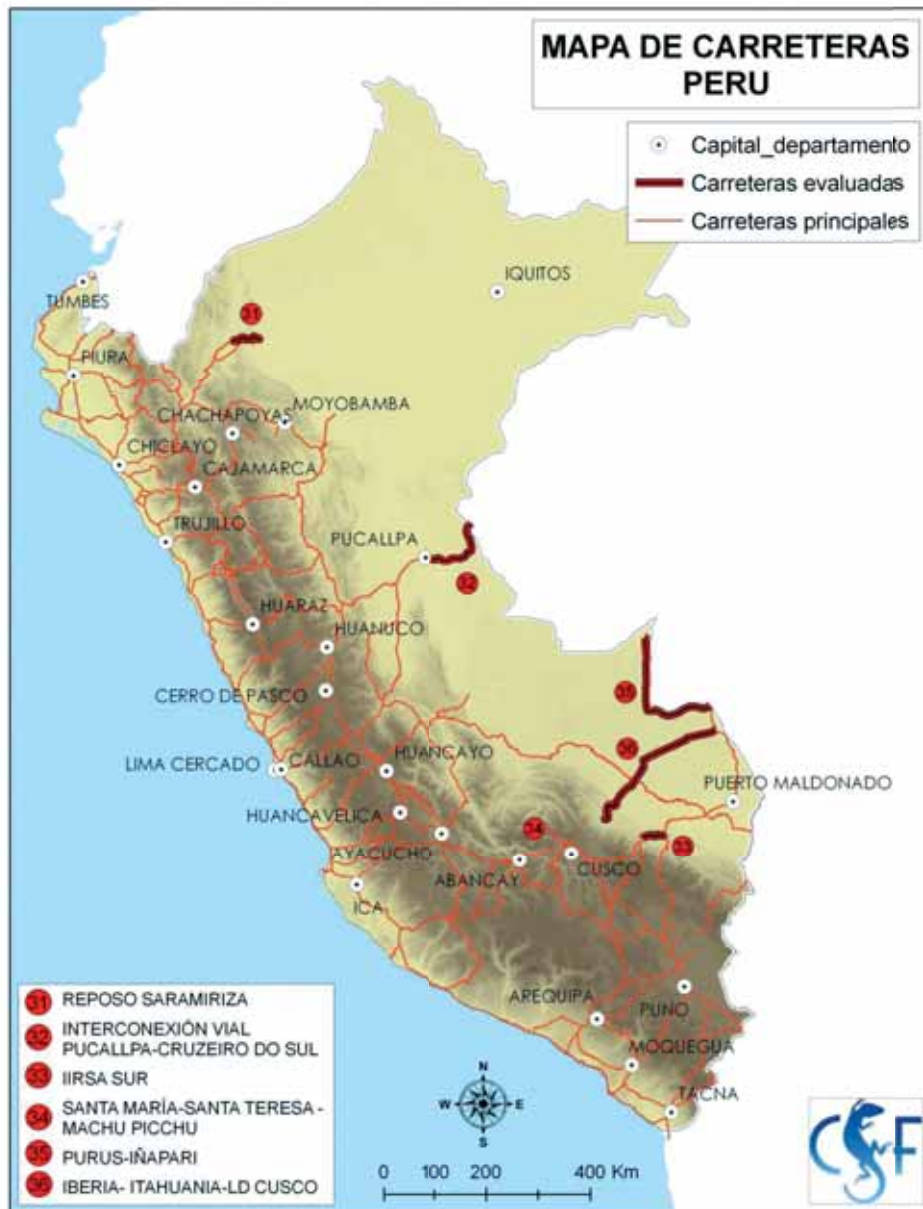 MAPA DE CARRETERAS
PERU
Capital_departamento
Carreteras evaluadas
Carreteras principales
IQUITOS
TUMBES
31
PIURA
MOYOBAMBA
CHACHAPOYAS
CHICLAYO
CAJAMARCA
TRUJILLO
PUCALLPA
32
HUARAZ
HUANUCO
35
CERRO DE PASCO
36
LIMA CERCADO
CALLAO
HUANCAYO
PUERTO MALDONADO
HUANCAVELICA
34
33
AYACUCHO
ABANCAY
CUSCO
ICA
AREQUIPA
PUNO
MOQUEGUA
TACNA
31 REPOSO SARAMIRIZA
32 INTERCONEXIÓN VIAL
PUCALLPA-CRUZEIRO DO SUL
33 IIRSA SUR
34 SANTA MARÍA-SANTA TERESA -
MACHU PICCHU
35 PURUS-IÑAPARI
36 IBERIA- ITAHUANIA-LD CUSCO
N
W E
S
0 100 200 400 Km
CSF